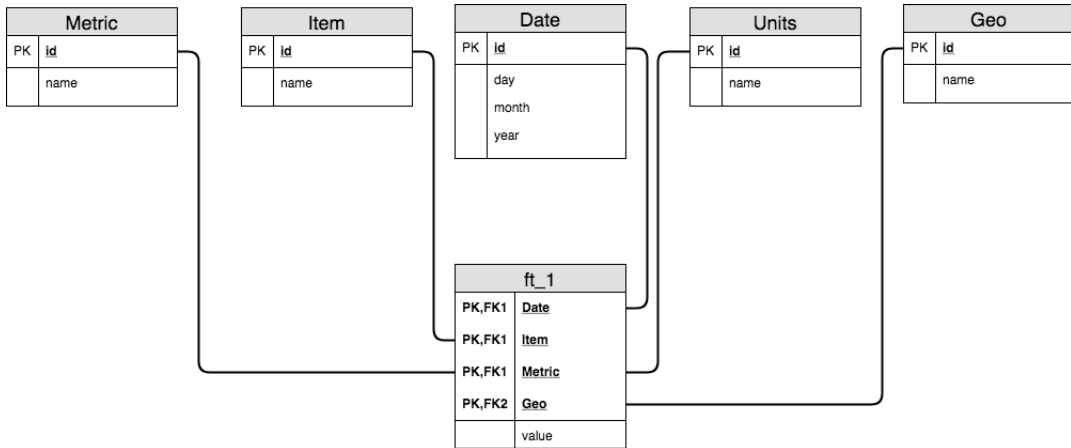 Metric
PK id
name
Item
PK id
name
Date
PK id
day
month
year
Units
PK id
name
Geo
PK id
name
ft_1
PK,FK1 Date
PK,FK1 Item
PK,FK1 Metric
PK,FK2 Geo
value